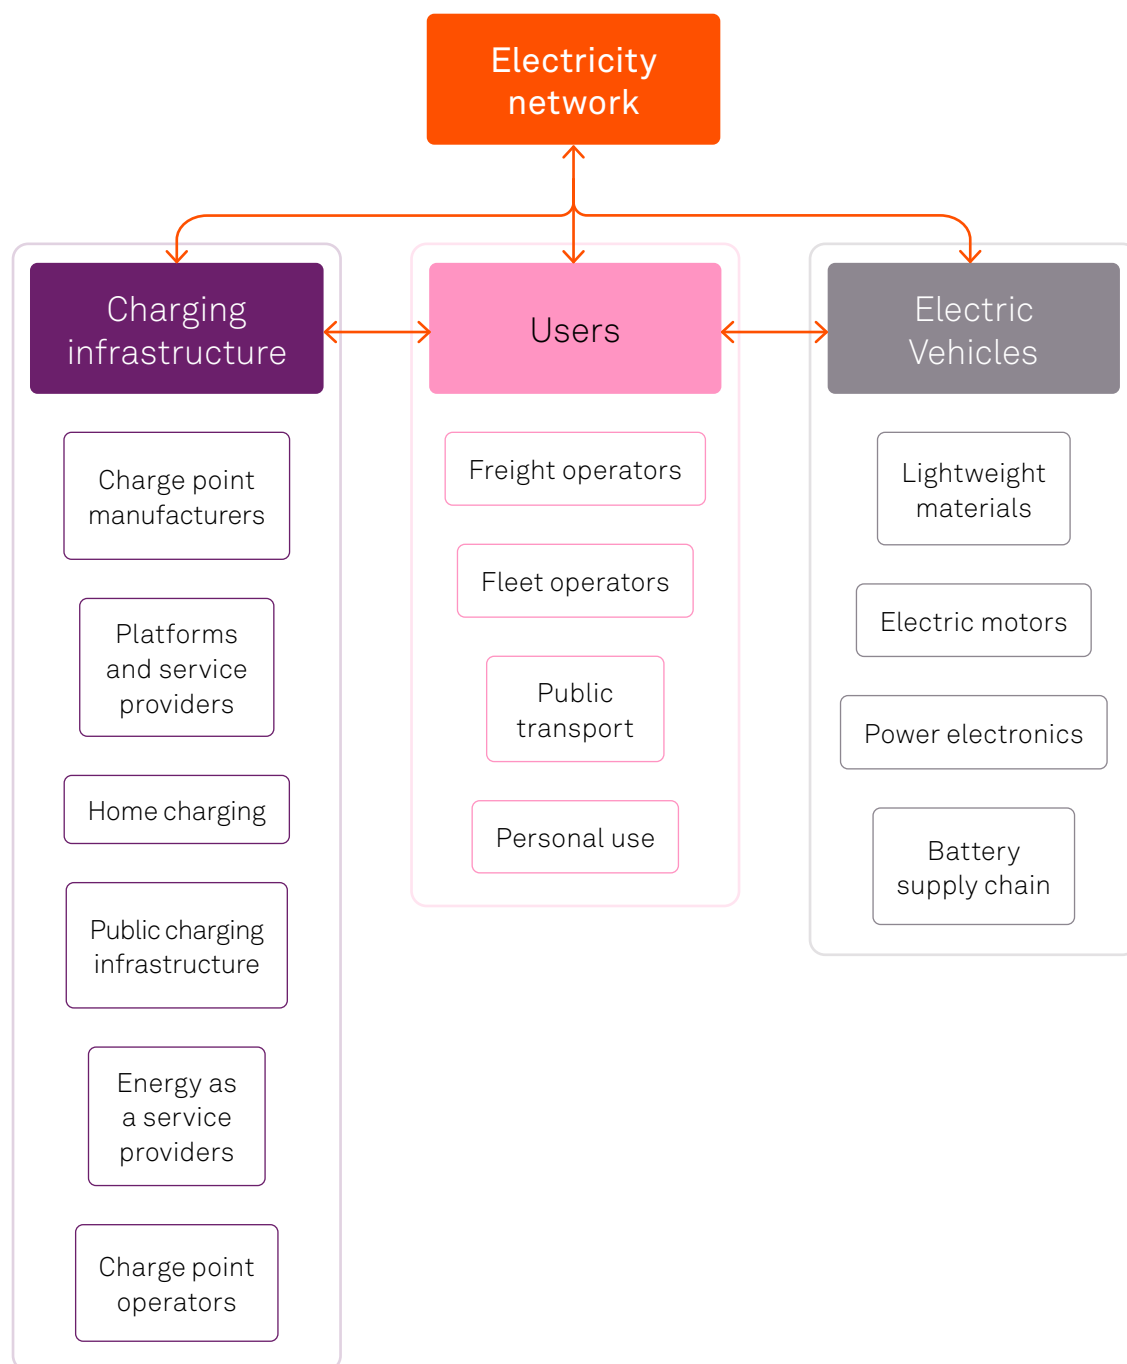 Electricity
network
Charging
infrastructure
Charge point
manufacturers
Platforms
and service
providers
Home charging
Public charging
infrastructure
Energy as
a service
providers
Charge point
operators
Users
Freight operators
Fleet operators
Public
transport
Personal use
Electric
Vehicles
Lightweight
materials
Electric motors
Power electronics
Battery
supply chain